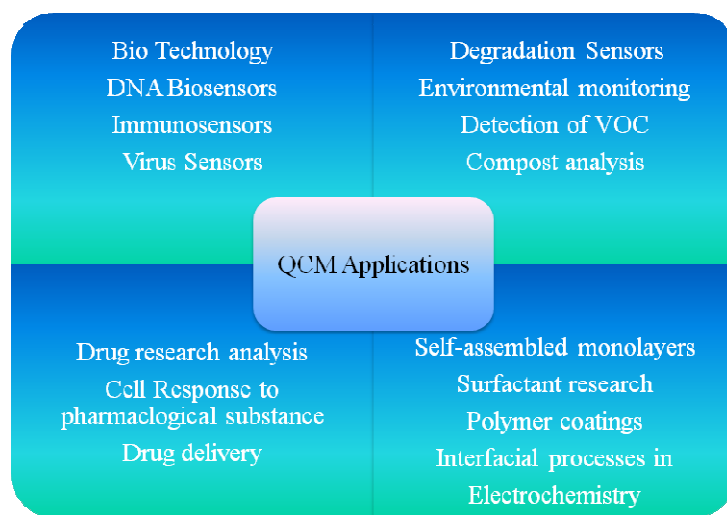 Bio Technology
DNA Biosensors
Immunosensors
Virus Sensors
Degradation Sensors
Environmental monitoring
Detection of VOC
Compost analysis
QCM Applications
Drug research analysis
Cell Response to
pharmaclogical substance
Drug delivery
Self-assembled monolayers
Surfactant research
Polymer coatings
Interfacial processes in
Electrochemistry